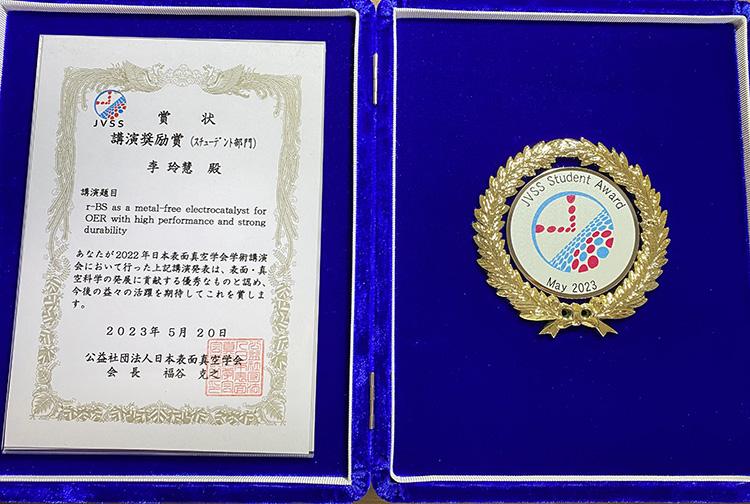 JVSS
賞 状
講演奨励賞 (スチューデント部門)
李 玲慧 殿
講演題目
r-BS as a metal-free electrocatalyst for
OER with high performance and strong
durability
あなたが2022年日本表面真空学会学術講演
会において行った上記講演発表は、表面・真
空科学の発展に貢献する優秀なものと認め、
今後の益々の活躍を期待してこれを賞しま
す。
2023年 5月 20日
公益社団法人日本表面真空学会
会 長 福谷 克之
JVSS Student Award
May 2023